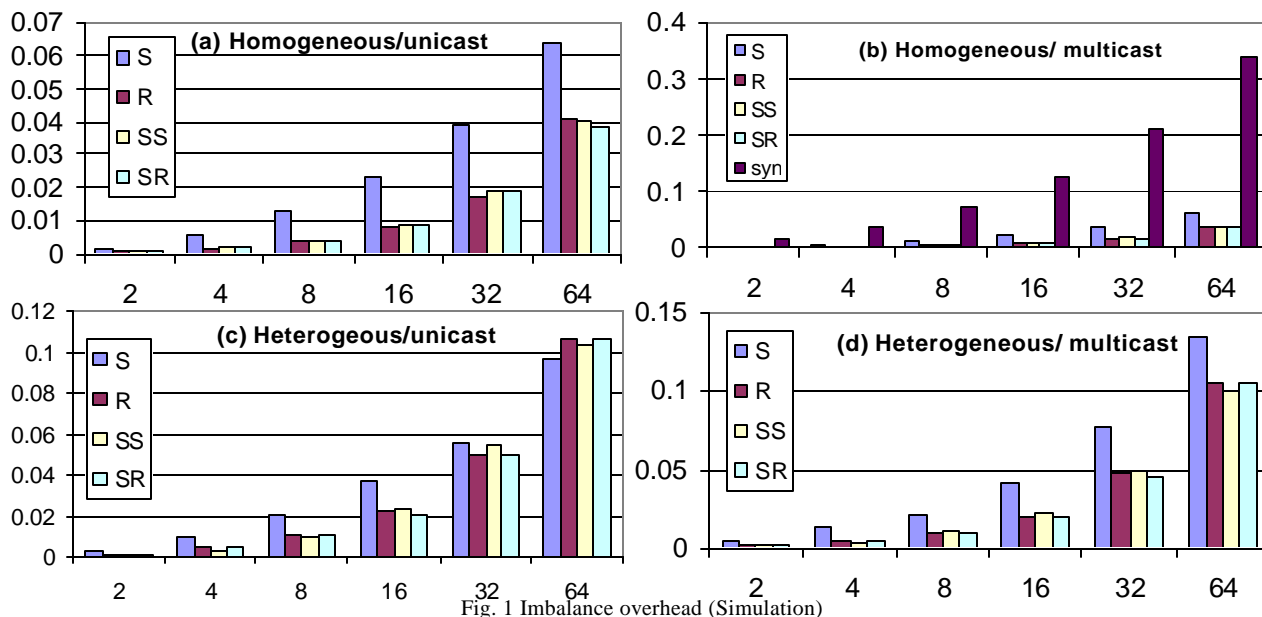 (a) Homogeneous/unicast
0.07
0.06
0.05
0.04
0.03
0.02
0.01
0
S
R
SS
SR
2 4 8 16 32 64
(b) Homogeneous/ multicast
0.4
0.3
0.2
0.1
0
S
R
SS
SR
syn
2 4 8 16 32 64
(c) Heterogeous/unicast
0.12
0.1
0.08
0.06
0.04
0.02
0
S
R
SS
SR
2 4 8 16 32 64
(d) Heterogeneous/ multicast
0.15
0.1
0.05
0
S
R
SS
SR
2 4 8 16 32 64
Fig. 1 Imbalance overhead (Simulation)